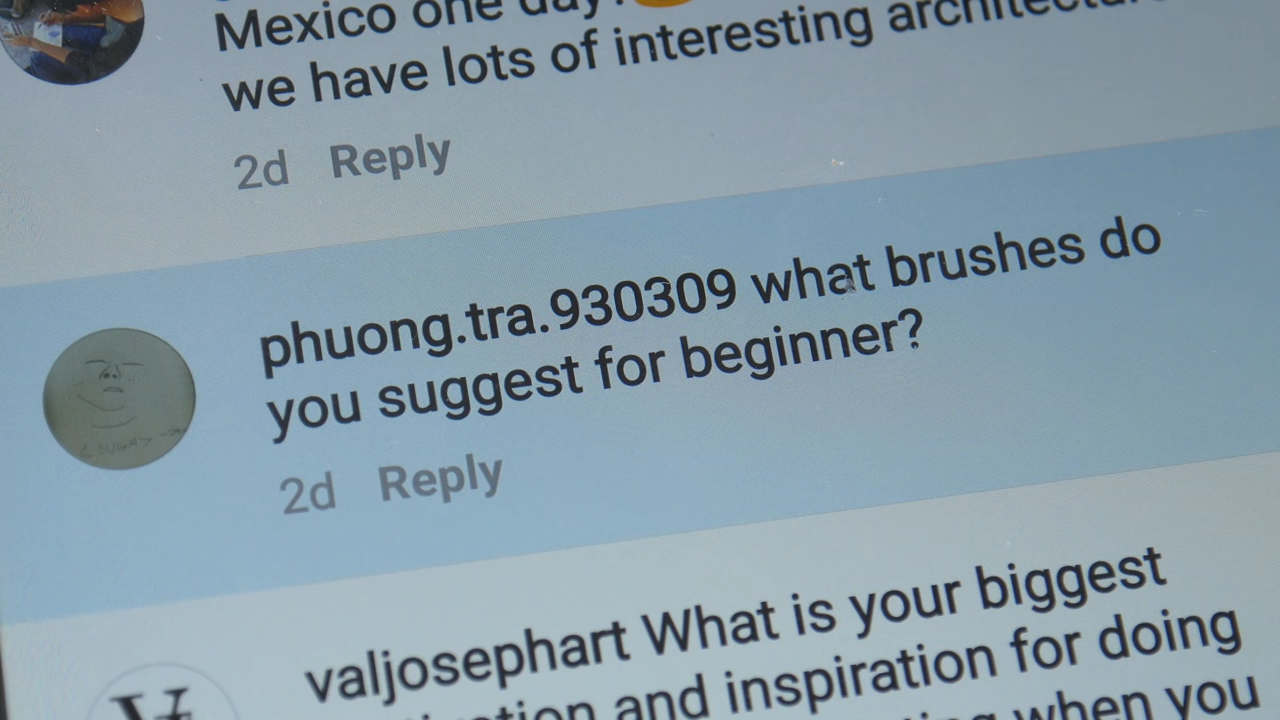 Mexico one day?
we have lots of interesting
2d Reply
phuong.tra.930309 what brushes do
you suggest for beginner?
2d Reply
valjosephart What is your biggest
and inspiration for doing
when you